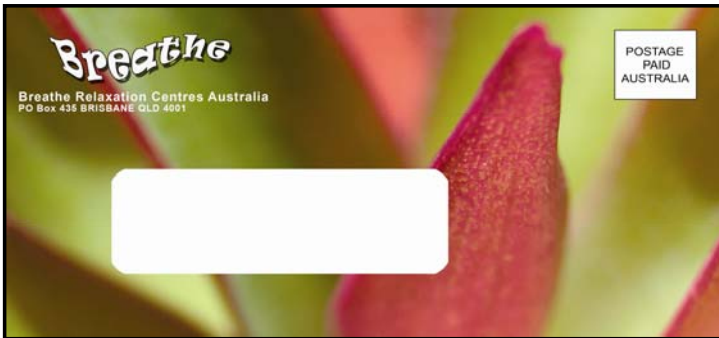 Breathe
Breathe Relaxation Centres Australia
PO Box 435 BRISBANE QLD 4001
POSTAGE
PAID
AUSTRALIA